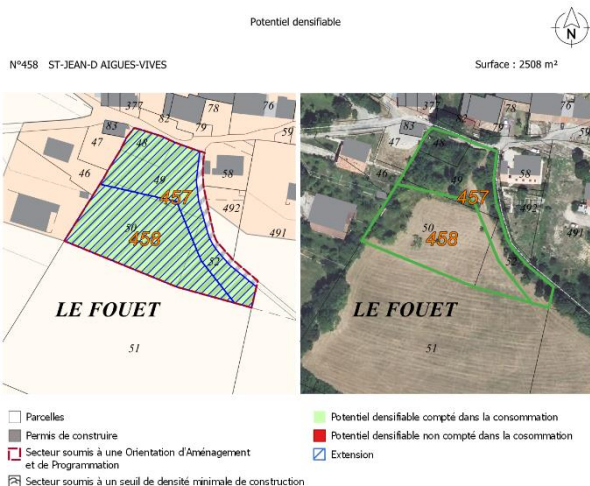 Potentiel densifiable
N
N°458 ST-JEAN-D AIGUES-VIVES
Surface : 2508 m²
377
82
78
76
83
79
59
47
48
46
49
58
457
492
50
458
491
52
LE FOUET
51
377
82
78
76
83
79
59
47
48
46
49
58
457
492
50
458
491
52
LE FOUET
51
Parcelles
Permis de construire
Secteur soumis à une Orientation d'Aménagement
et de Programmation
Secteur soumis à un seuil de densité minimale de construction
Potentiel densifiable compté dans la consommation
Potentiel densifiable non compté dans la cosommation
Extension